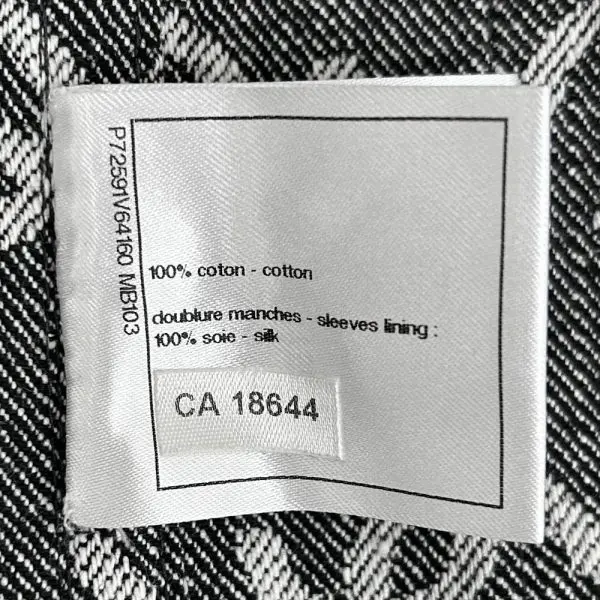 P72591V64160 MB103
100% coton - cotton
doublure manches - sleeves lining :
100% soie - silk
CA 18644